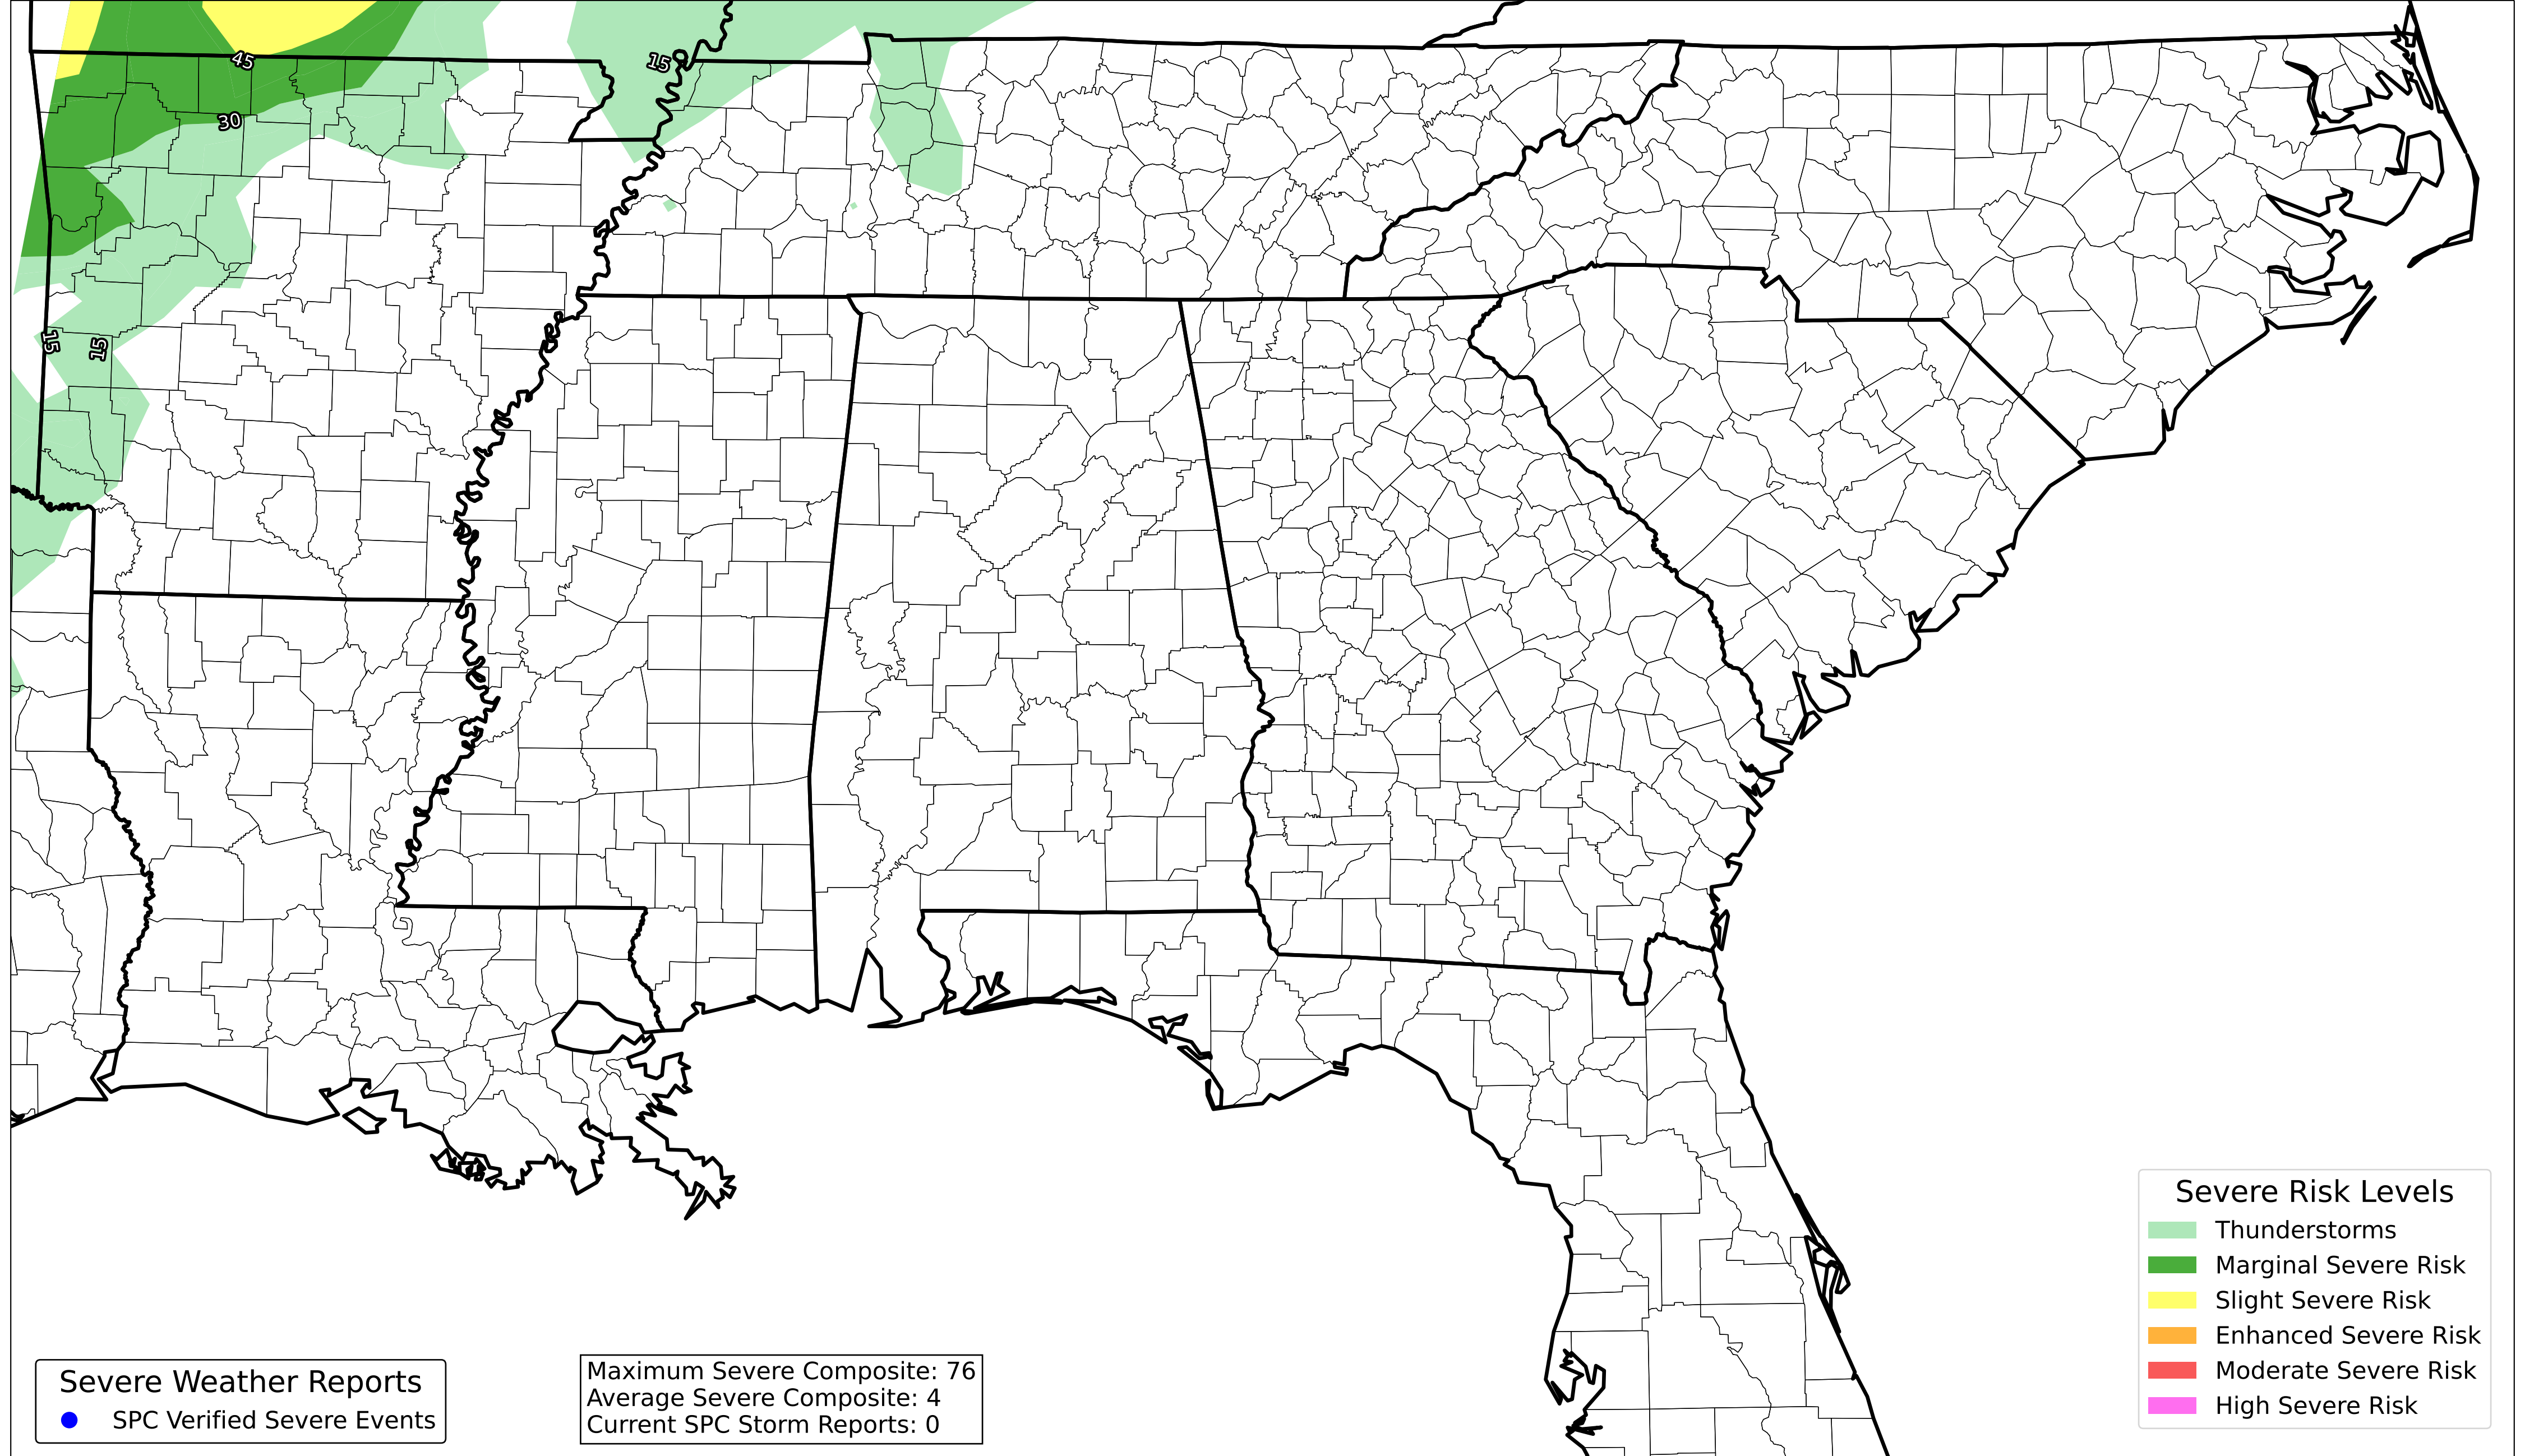 45
15
30
15
15
Severe Risk Levels
Thunderstorms
Marginal Severe Risk
Slight Severe Risk
Enhanced Severe Risk
Moderate Severe Risk
High Severe Risk
Severe Weather Reports
SPC Verified Severe Events
Maximum Severe Composite: 76
Average Severe Composite: 4
Current SPC Storm Reports: 0